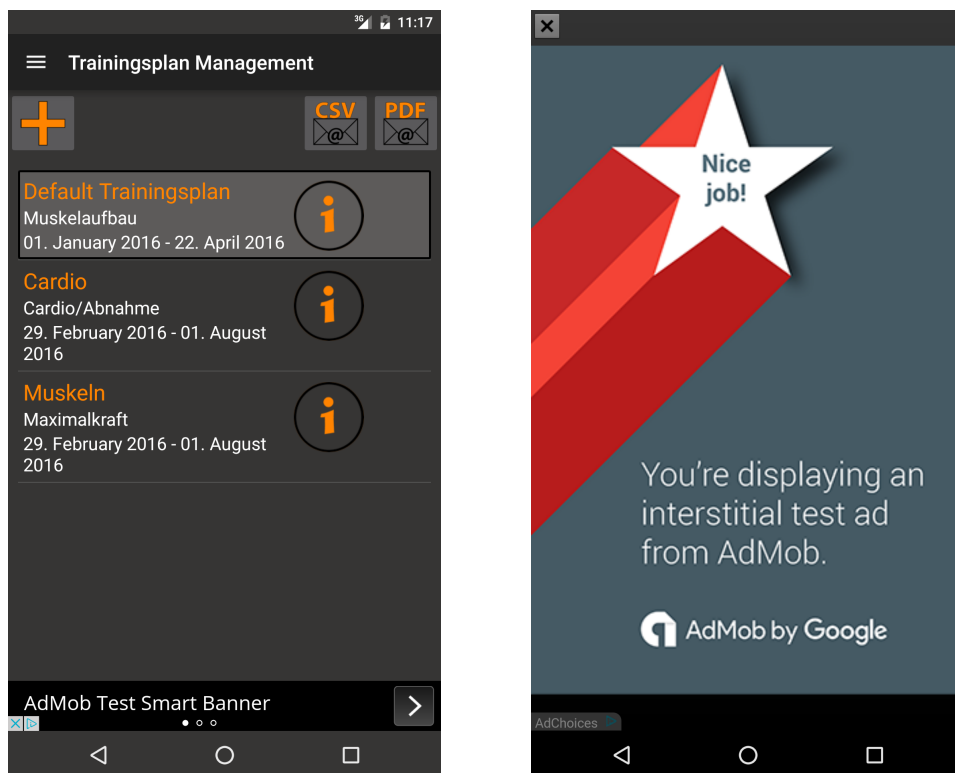 3G 11:17
Trainingsplan Management
CSV PDF
@ @
Default Trainingsplan
Muskelaufbau
01. January 2016 - 22. April 2016
i
Cardio
Cardio/Abnahme
29. February 2016 - 01. August
2016
i
Muskeln
Maximalkraft
29. February 2016 - 01. August
2016
i
AdMob Test Smart Banner
Nice
job!
You're displaying an
interstitial test ad
from AdMob.
AdMob by Google
AdChoices